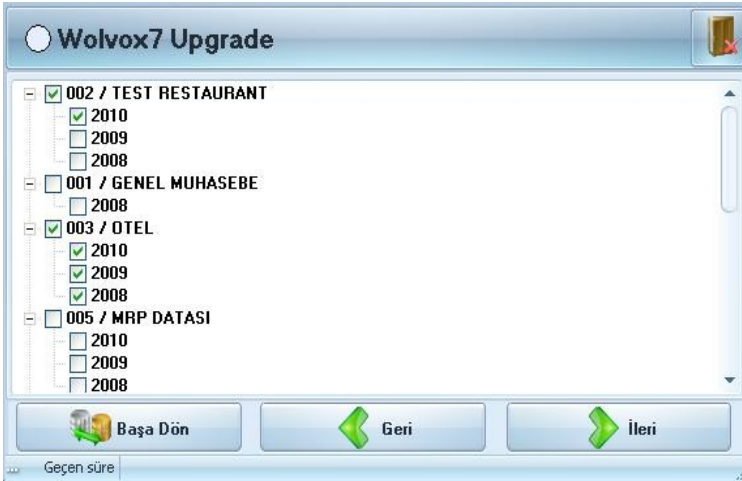 Wolvox7 Upgrade
002 / TEST RESTAURANT
2010
2009
2008
001 / GENEL MUHASEBE
2008
003 / OTEL
2010
2009
2008
005 / MRP DATASI
2010
2009
2008
Başa Dön
Geri
İleri
... Geçen süre